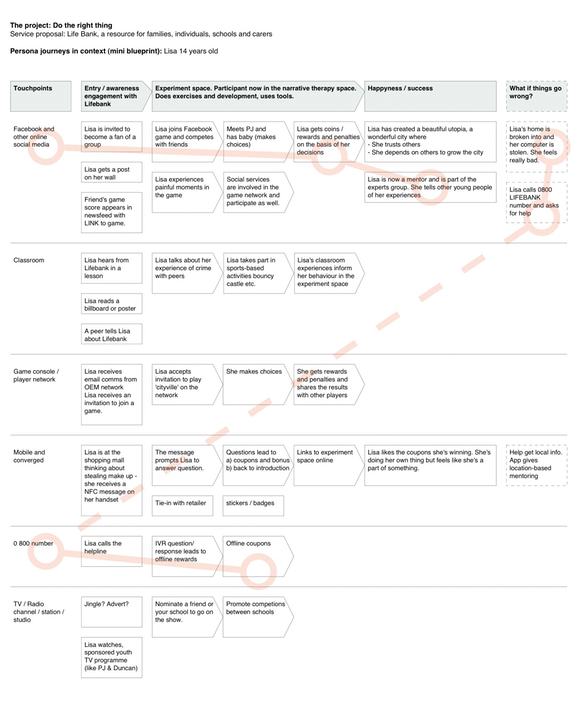 The project: Do the right thing
Service proposal: Life Bank, a resource for families, individuals, schools and carers
Persona journeys in context (mini blueprint): Lisa 14 years old
Touchpoints
Entry / awareness
engagement with
Lifebank
Experiment space. Participant now in the narrative therapy space.
Does exercises and development, uses tools.
Happyness / success
What if things go
wrong?
Facebook and
other online
social media
Lisa is invited to
become a fan of a
group
Lisa gets a post
on her wall
Friend's game
score appears in
newsfeed with
LINK to game.
Lisa joins Facebook
game and competes
with friends
Meets PJ and
has baby (makes
choices)
Lisa gets coins /
rewards and penalties
on the basis of her
decisions
Lisa experiences
painful moments in
the game
Social services
are involved in the
game network and
participate as well.
Lisa has created a beautiful utopia, a
wonderful city where
- She trusts others
- She depends on others to grow the city
Lisa is now a mentor and is part of the
experts group. She tells other young people
of her experiences
Lisa's home is
broken into and
her computer is
stolen. She feels
really bad.
Lisa calls 0800
LIFEBANK
number and asks
for help
Classroom
Lisa hears from
Lifebank in a
lesson
Lisa reads a
billboard or poster
A peer tells Lisa
about Lifebank
Lisa talks about her
experience of crime
with peers
Lisa takes part in
sports-based
activities bouncy
castle etc.
Lisa's classroom
experiences inform
her behaviour in the
experiment space
Game console /
player network
Lisa receives
email comms from
OEM network
Lisa receives an
invitation to join a
game.
Lisa accepts
invitation to play
'cityville' on the
network
She makes choices
She gets rewards
and penalties and
shares the results
with other players
Mobile and
converged
Lisa is at the
shopping mall
thinking about
stealing make up -
she receives a
NFC message on
her handset
The message
prompts Lisa to
answer question.
Questions lead to
a) coupons and bonus
b) back to introduction
Links to experiment
space online
Lisa likes the coupons she's winning. She's
doing her own thing but feels like she's a
part of something.
Help get local info.
App gives
location-based
mentoring
Tie-in with retailer
stickers / badges
0 800 number
Lisa calls the
helpline
IVR question/
response leads to
offline rewards
Offline coupons
TV / Radio
channel / station /
studio
Jingle? Advert?
Lisa watches,
sponsored youth
TV programme
(like PJ & Duncan)
Nominate a friend or
your school to go on
the show.
Promote competions
between schools